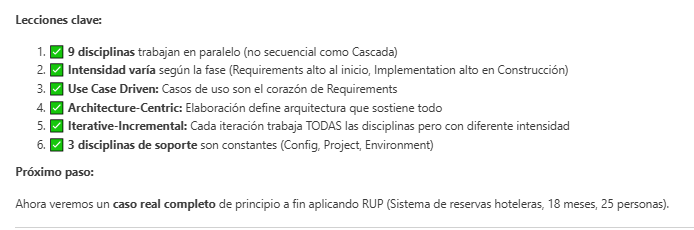 Lecciones clave:
1. ✅ 9 disciplinas trabajan en paralelo (no secuencial como Cascada)
2. ✅ Intensidad varía según la fase (Requirements alto al inicio, Implementation alto en Construcción)
3. ✅ Use Case Driven: Casos de uso son el corazón de Requirements
4. ✅ Architecture-Centric: Elaboración define arquitectura que sostiene todo
5. ✅ Iterative-Incremental: Cada iteración trabaja TODAS las disciplinas pero con diferente intensidad
6. ✅ 3 disciplinas de soporte son constantes (Config, Project, Environment)
Próximo paso:
Ahora veremos un caso real completo de principio a fin aplicando RUP (Sistema de reservas hoteleras, 18 meses, 25 personas).